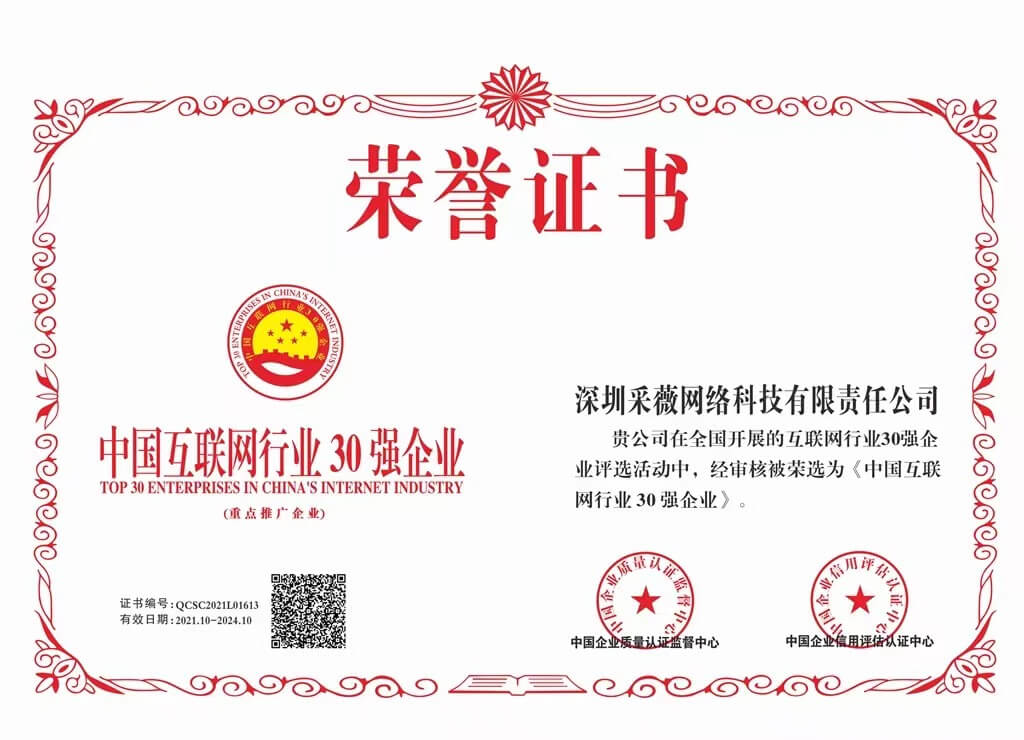 荣誉证书
TOP 30 ENTERPRISES IN CHINA'S INTERNET INDUSTRY
中国互联网行业30强企业
中国互联网行业 30 强企业
TOP 30 ENTERPRISES IN CHINA'S INTERNET INDUSTRY
(重点推广企业)
证书编号:QCSC2021L01613
有效日期:2021.10-2024.10
深圳采薇网络科技有限责任公司
贵公司在全国开展的互联网行业30强企
业评选活动中，经审核被荣选为《中国互联
网行业 30 强企业》。
中国企业质量认证监督中心
中国企业质量认证监督中心
中国企业信用评估认证中心
中国企业信用评估认证中心